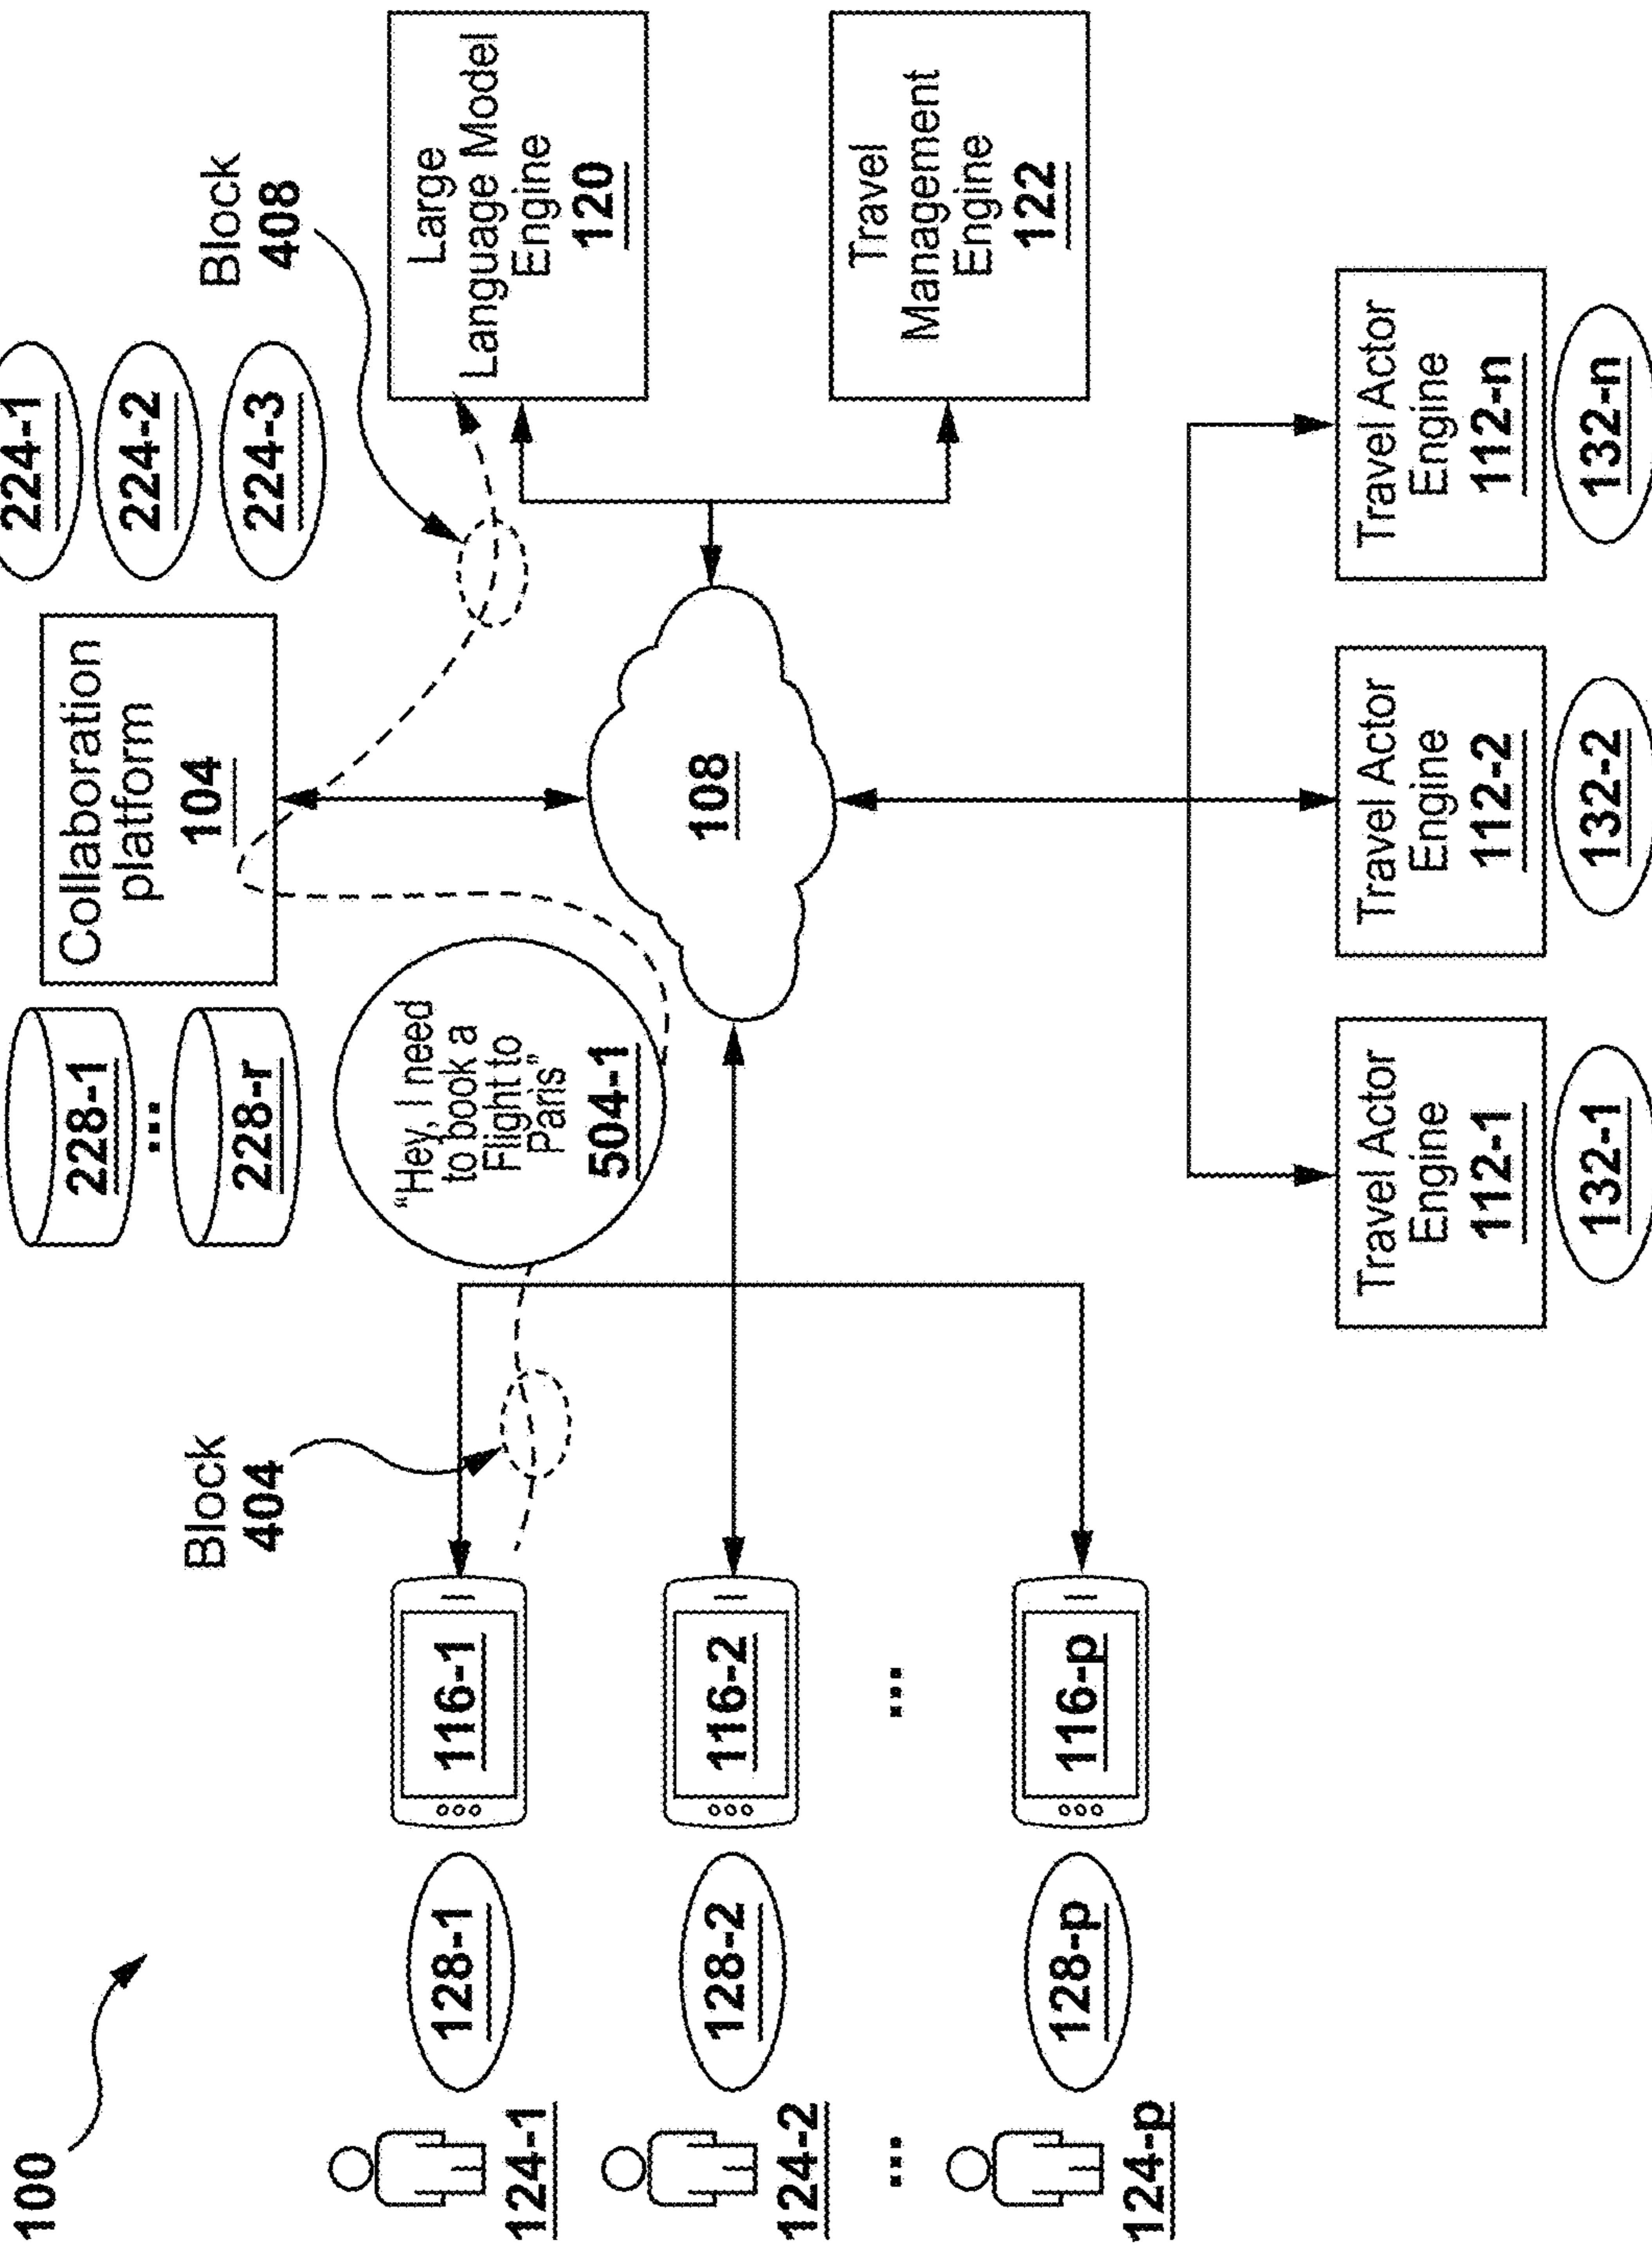 100
228-1
...
228-r
Collaboration
platform
104
224-1
224-2
224-3
Block
404
"Hey, I need
to book a
Flight to
Paris"
504-1
Block
408
Large
Language Model
Engine
120
124-1
128-1
116-1
124-2
128-2
116-2
108
Travel
Management
Engine
122
...
...
124-p
128-p
116-p
Travel Actor
Engine
112-1
132-1
Travel Actor
Engine
112-2
132-2
Travel Actor
Engine
112-n
132-n